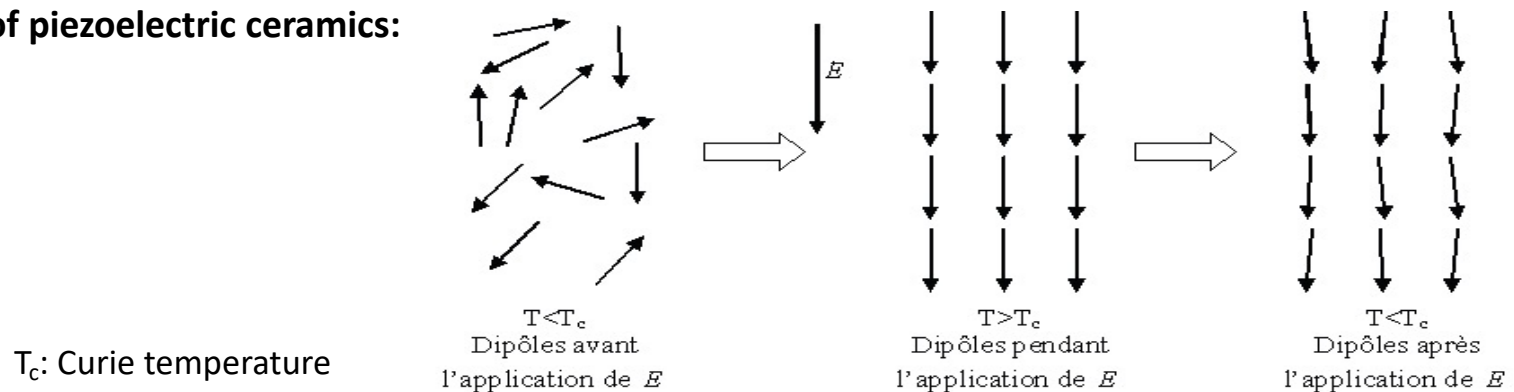 of piezoelectric ceramics:
E
T<Tc
Dipôles avant
l'application de E
T>Tc
Dipôles pendant
l'application de E
T<Tc
Dipôles après
l'application de E
Tc: Curie temperature